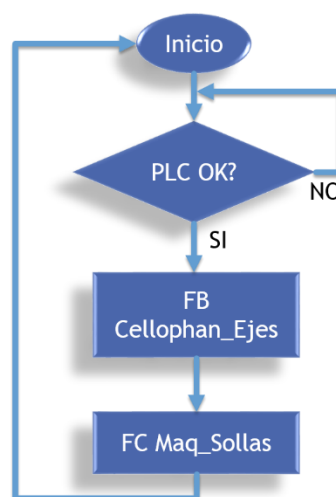 Inicio
PLC OK?
NO
SI
FB
Cellophan_Ejes
FC Maq_Sollas